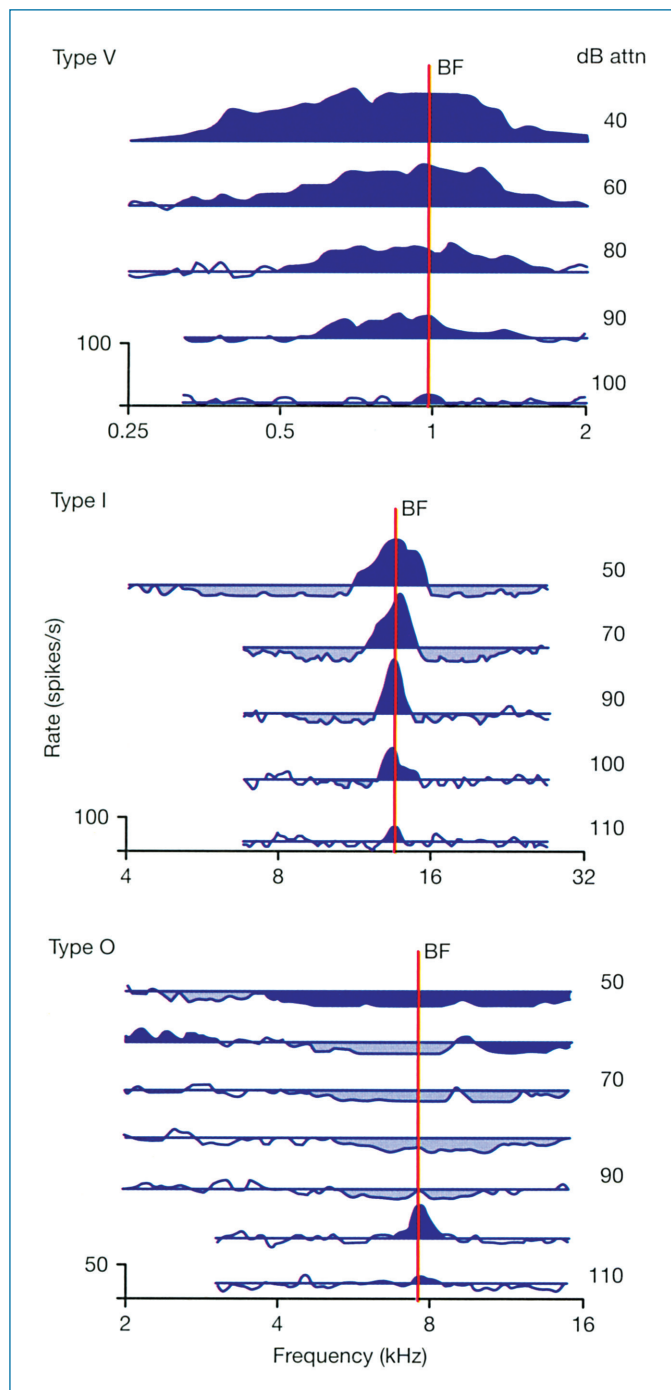 Type V BF dB attn
40
60
80
90
100
100
0.25 0.5 1 2
Type I BF
50
70
90
100
110
Rate (spikes/s)
100
4 8 16 32
Type O BF
50
70
90
110
50
2 4 8 16
Frequency (kHz)